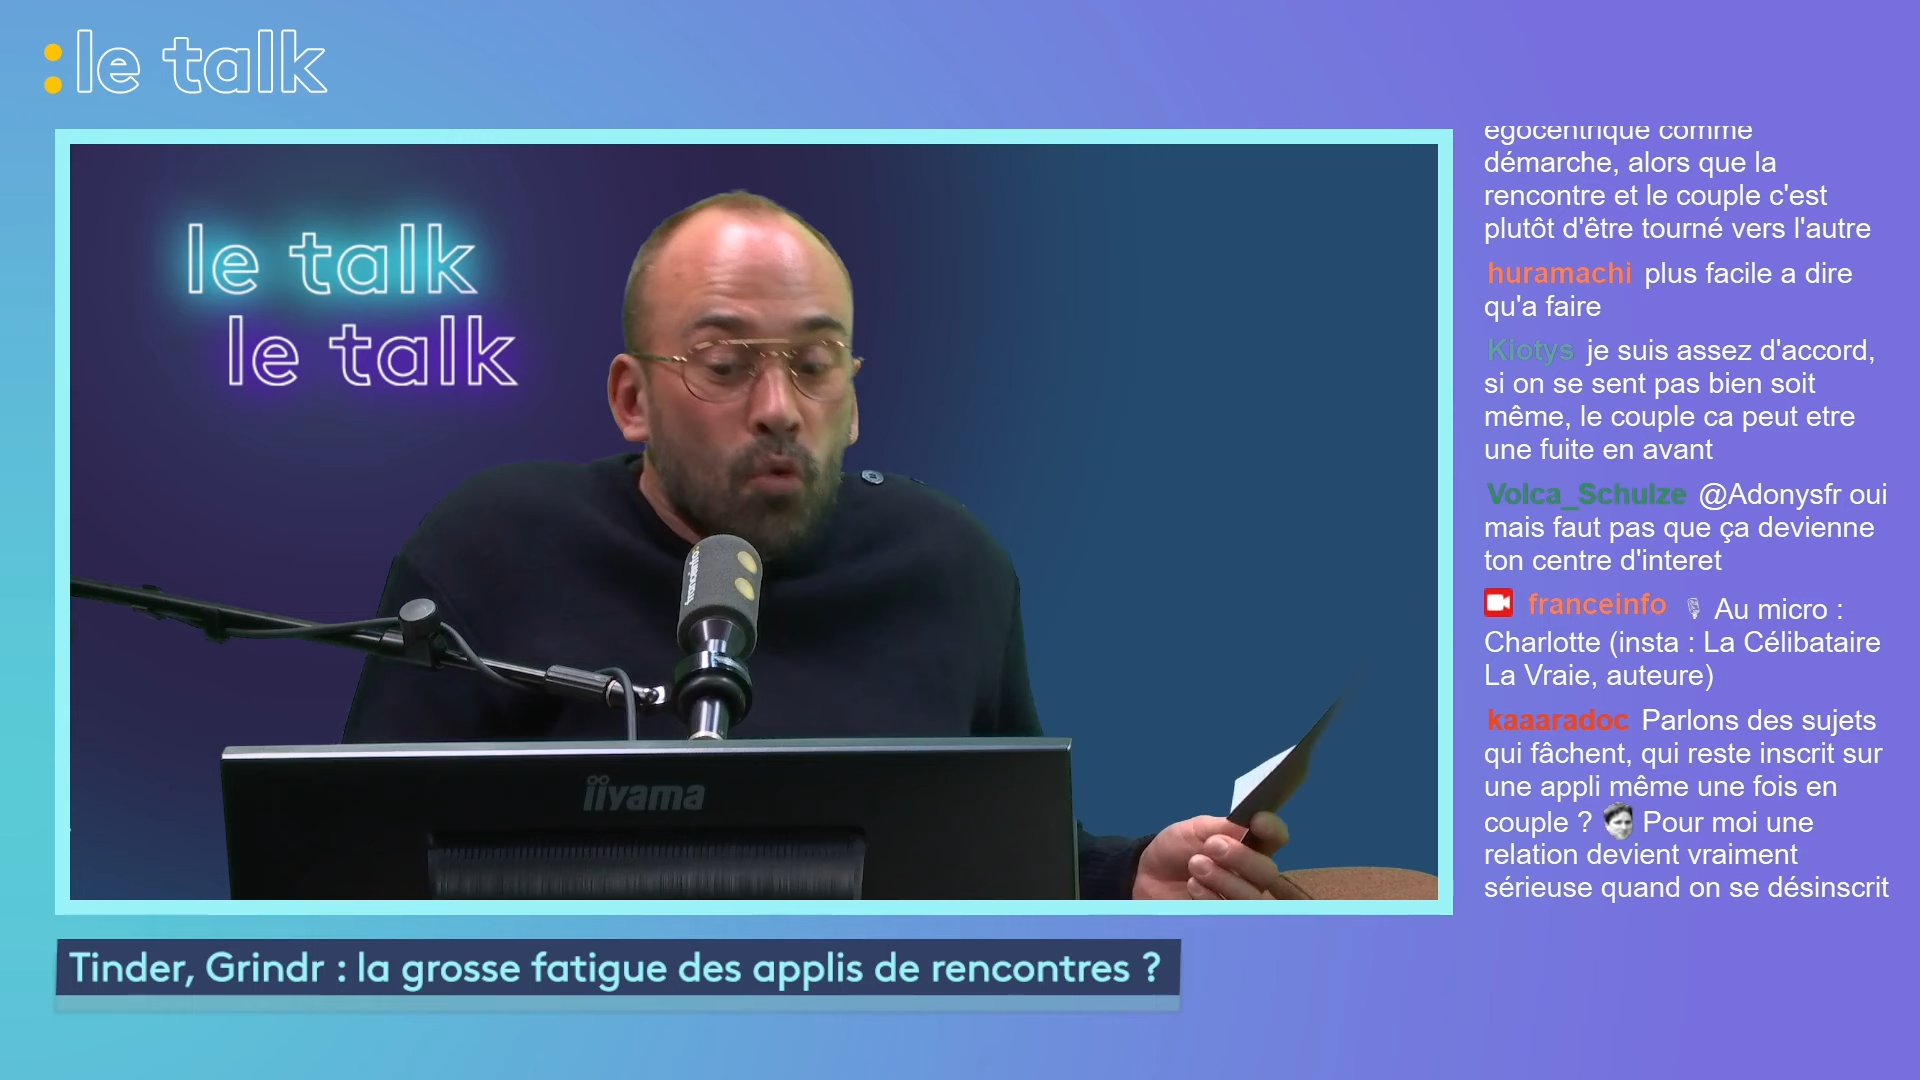 :le talk
le talk
le talk
franceinfo:
iiyama
Tinder, Grindr : la grosse fatigue des applis de rencontres ?
égocentrique comme
démarche, alors que la
rencontre et le couple c'est
plutôt d'être tourné vers l'autre
huramachi plus facile a dire
qu'a faire
Kiotys je suis assez d'accord,
si on se sent pas bien soit
même, le couple ca peut etre
une fuite en avant
Volca_Schulze @Adonysfr oui
mais faut pas que ça devienne
ton centre d'interet
franceinfo 🎙 Au micro :
Charlotte (insta : La Célibataire
La Vraie, auteure)
kaaaradoc Parlons des sujets
qui fâchent, qui reste inscrit sur
une appli même une fois en
couple ? Pour moi une
relation devient vraiment
sérieuse quand on se désinscrit